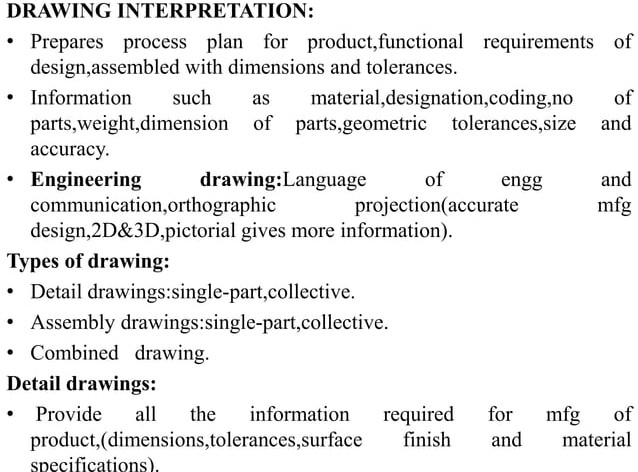 DRAWING INTERPRETATION:
• Prepares process plan for product,functional requirements of
design,assembled with dimensions and tolerances.
• Information such as material,designation,coding,no of
parts,weight,dimension of parts,geometric tolerances,size and
accuracy.
• Engineering drawing:Language of engg and
communication,orthographic projection(accurate mfg
design,2D&3D,pictorial gives more information).
Types of drawing:
• Detail drawings:single-part,collective.
• Assembly drawings:single-part,collective.
• Combined drawing.
Detail drawings:
• Provide all the information required for mfg of
product,(dimensions,tolerances,surface finish and material
specifications).